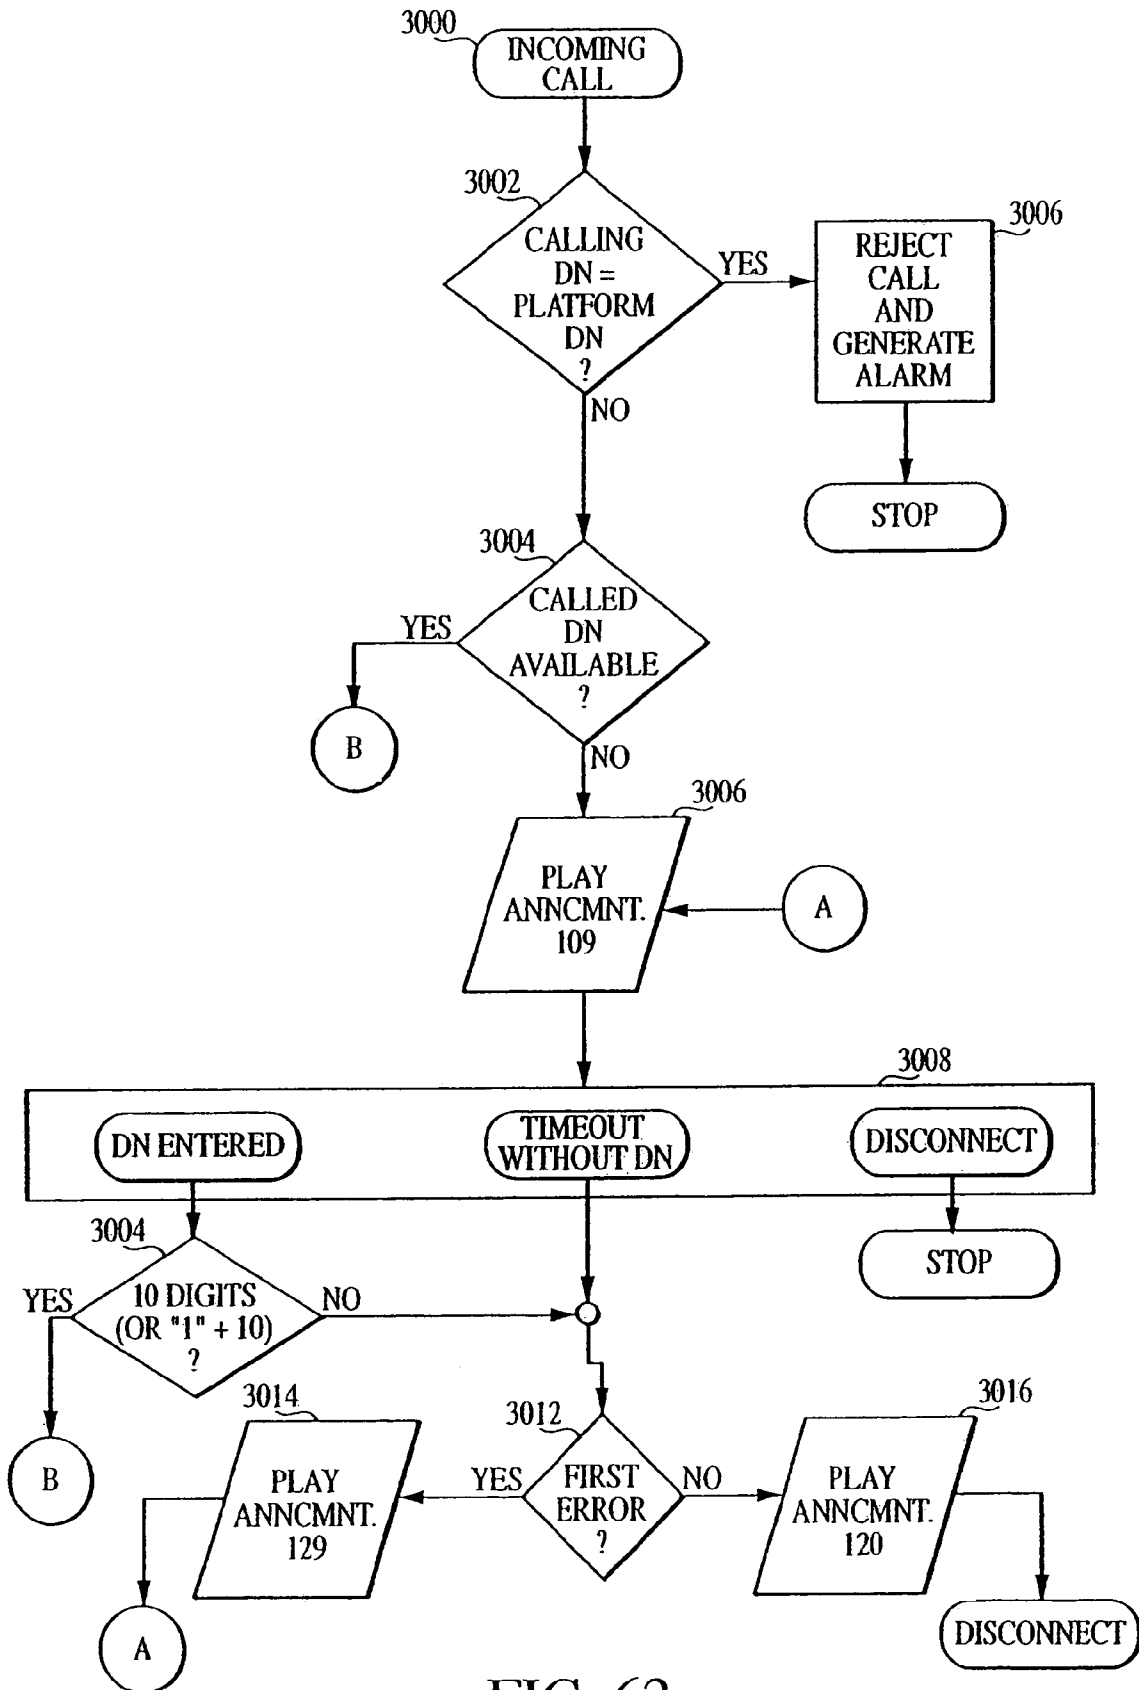 3000
INCOMING
CALL
3002
CALLING
DN =
PLATFORM
DN
?
YES
3006
REJECT
CALL
AND
GENERATE
ALARM
NO
STOP
3004
CALLED
DN
AVAILABLE
?
YES
B
NO
3006
PLAY
ANNCMNT.
109
A
3008
DN ENTERED
TIMEOUT
WITHOUT DN
DISCONNECT
3004
10 DIGITS
(OR "1" + 10)
?
YES
NO
STOP
B
3014
PLAY
ANNCMNT.
129
3012
FIRST
ERROR
?
YES
NO
3016
PLAY
ANNCMNT.
120
A
DISCONNECT
FIG. 62